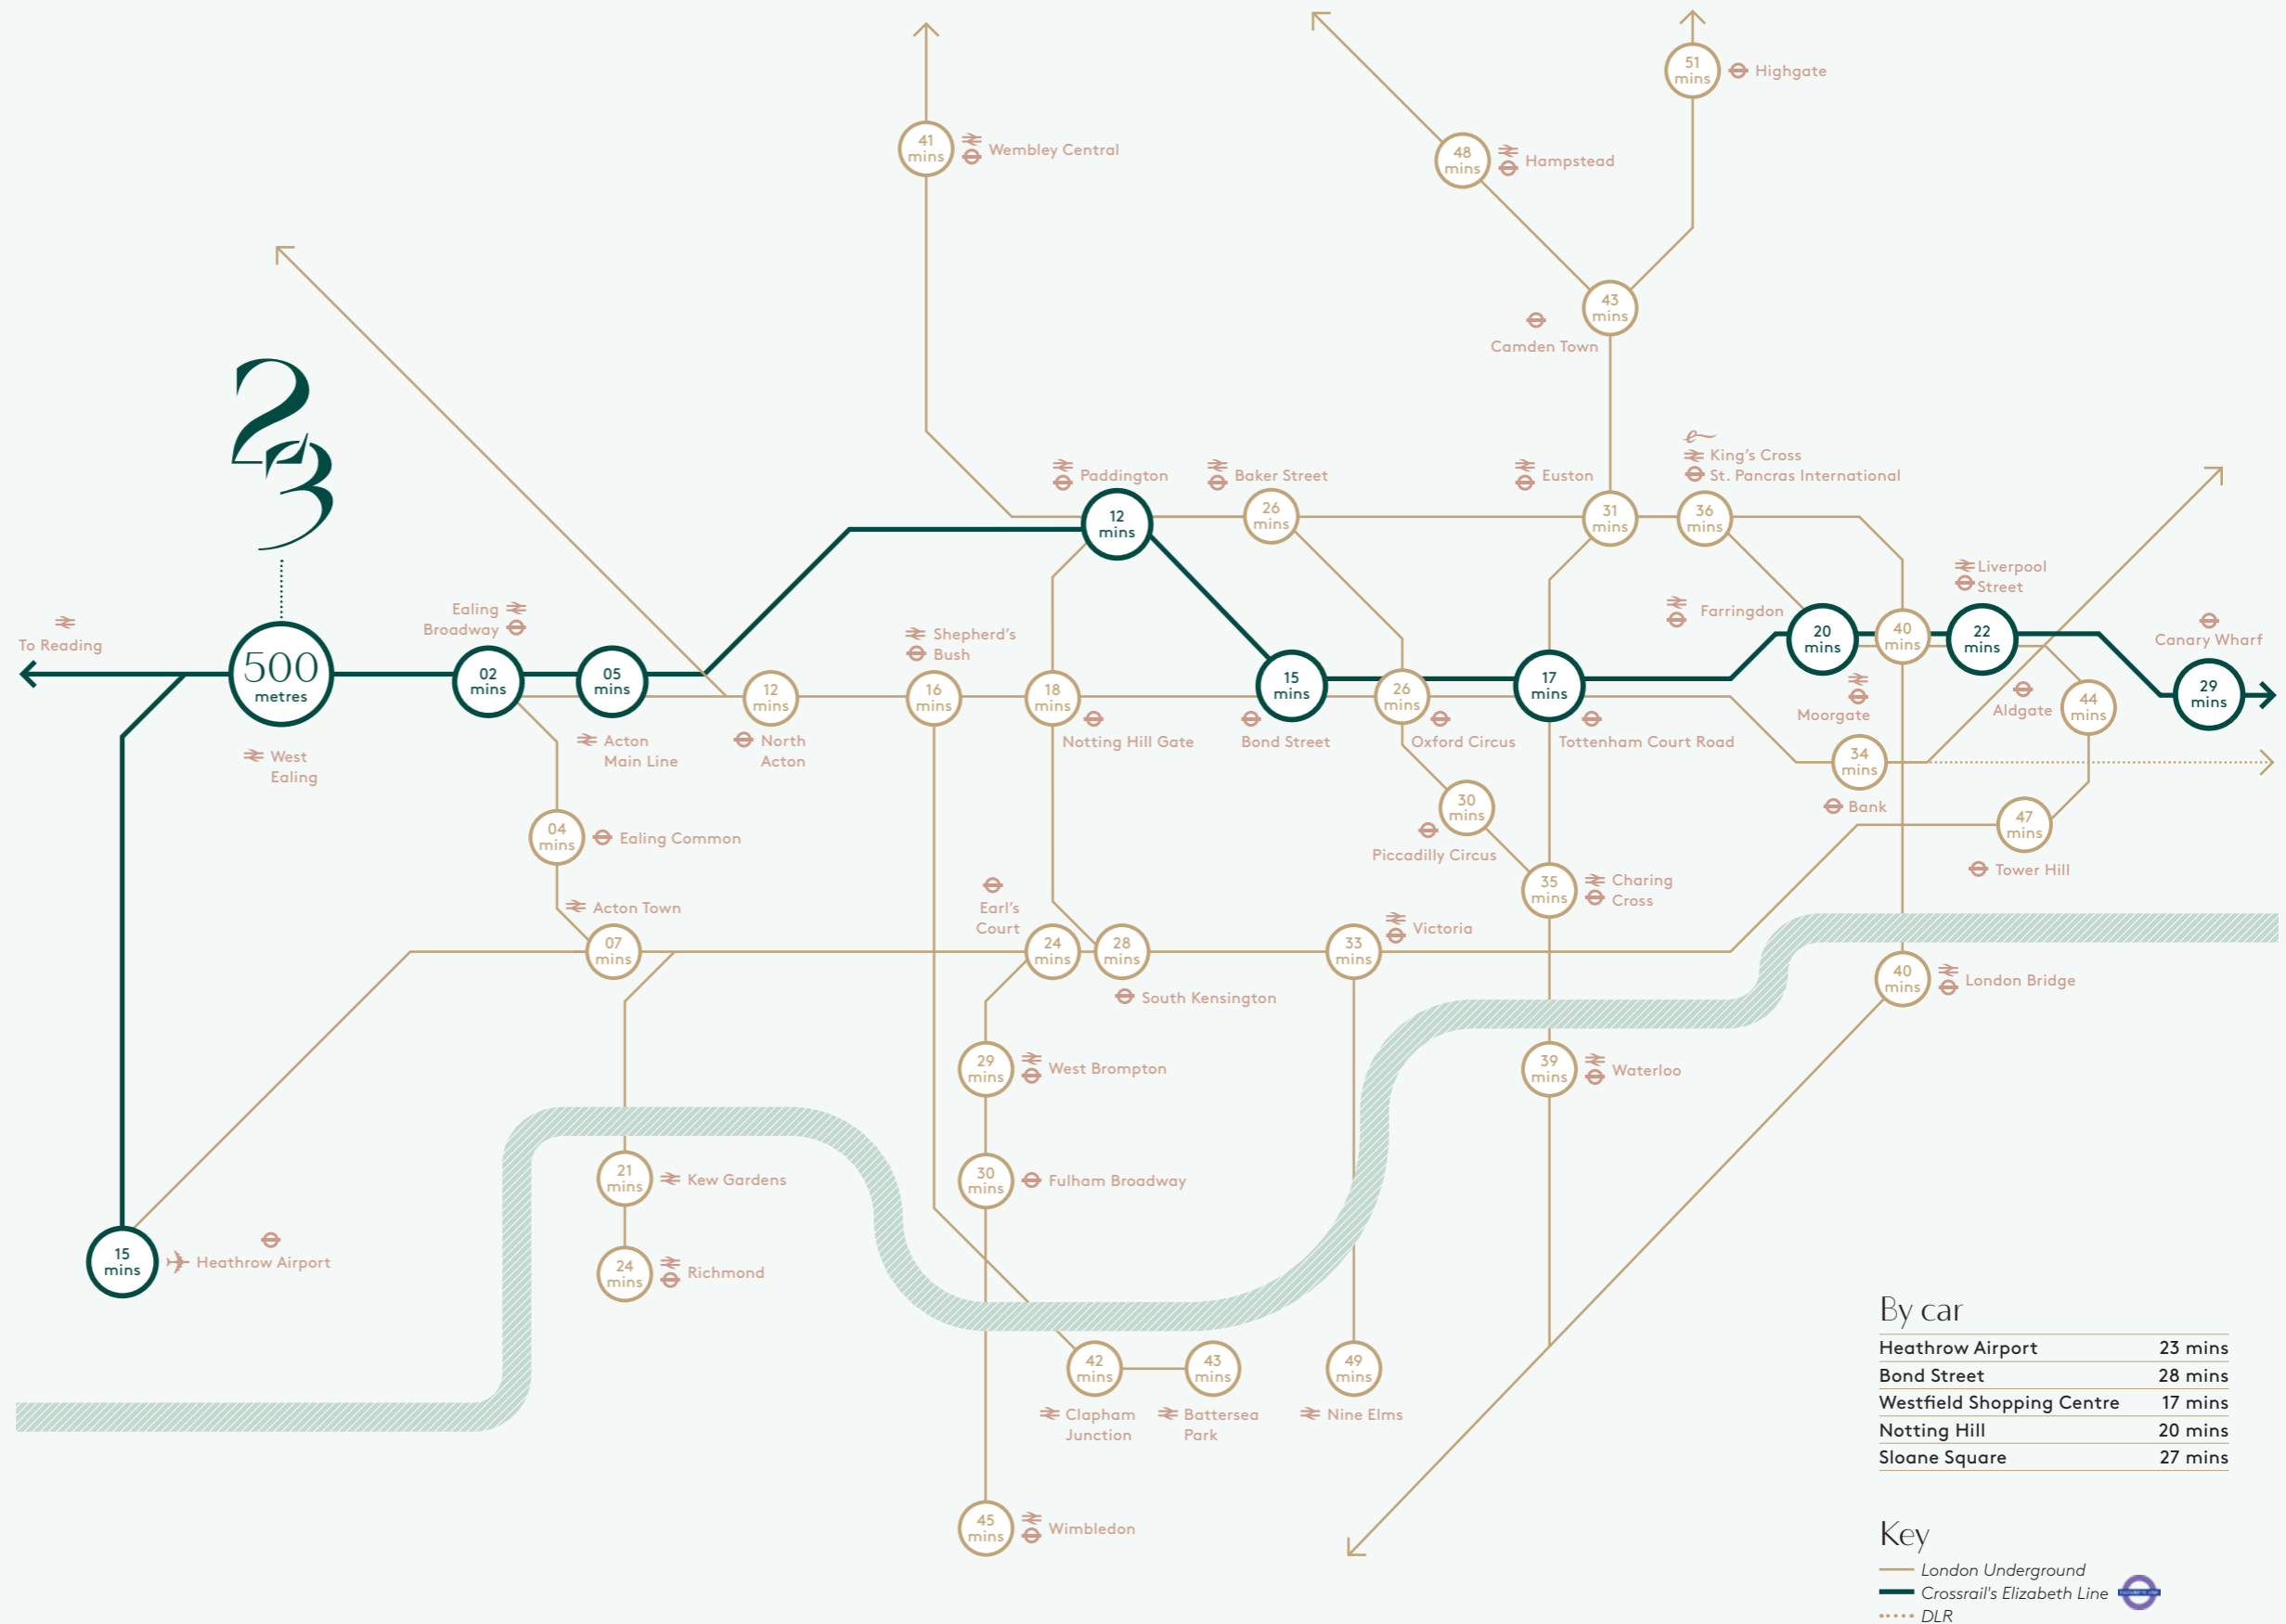 51
mins
Highgate
41
mins
Wembley Central
48
mins
Hampstead
43
mins
Camden Town
23
King's Cross
St. Pancras International
Paddington
12
mins
Baker Street
26
mins
Euston
31
mins
36
mins
To Reading
500
metres
West
Ealing
Ealing
Broadway
02
mins
05
mins
Acton
Main Line
12
mins
North
Acton
Shepherd's
Bush
16
mins
18
mins
Notting Hill Gate
15
mins
Bond Street
26
mins
Oxford Circus
17
mins
Tottenham Court Road
Farringdon
20
mins
40
mins
Moorgate
Liverpool
Street
22
mins
Aldgate
44
mins
Canary Wharf
29
mins
34
mins
Bank
04
mins
Ealing Common
30
mins
Piccadilly Circus
47
mins
Tower Hill
Acton Town
07
mins
Earl's
Court
24
mins
28
mins
South Kensington
33
mins
Victoria
35
mins
Charing
Cross
40
mins
London Bridge
29
mins
West Brompton
39
mins
Waterloo
21
mins
Kew Gardens
30
mins
Fulham Broadway
15
mins
Heathrow Airport
24
mins
Richmond
42
mins
Clapham
Junction
43
mins
Battersea
Park
49
mins
Nine Elms
45
mins
Wimbledon
By car
Heathrow Airport 23 mins
Bond Street 28 mins
Westfield Shopping Centre 17 mins
Notting Hill 20 mins
Sloane Square 27 mins
Key
London Underground
Crossrail's Elizabeth Line
DLR